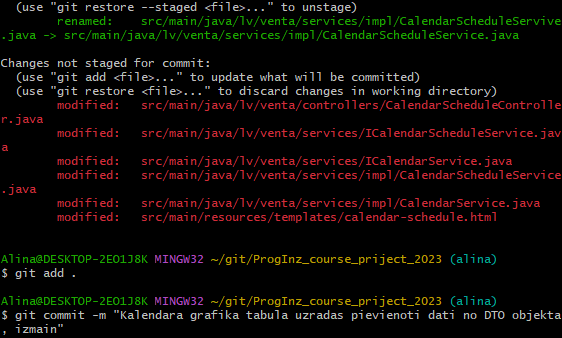 (use "git restore --staged <file>..." to unstage)
renamed:    src/main/java/lv/venta/services/impl/CalendarScheduleServive
.java -> src/main/java/lv/venta/services/impl/CalendarScheduleService.java
Changes not staged for commit:
(use "git add <file>..." to update what will be committed)
(use "git restore <file>..." to discard changes in working directory)
modified:   src/main/java/lv/venta/controllers/CalendarScheduleControlle
r.java
modified:   src/main/java/lv/venta/services/ICalendarScheduleService.jav
a
modified:   src/main/java/lv/venta/services/ICalendarService.java
modified:   src/main/java/lv/venta/services/impl/CalendarScheduleService
.java
modified:   src/main/java/lv/venta/services/impl/CalendarService.java
modified:   src/main/resources/templates/calendar-schedule.html
Alina@DESKTOP-2EO1J8K MINGW32 ~/git/ProgInz_course_priject_2023 (alina)
$ git add .
Alina@DESKTOP-2EO1J8K MINGW32 ~/git/ProgInz_course_priject_2023 (alina)
$ git commit -m "Kalendara grafika tabula uzradas pievienoti dati no DTO objekta
, izmain"